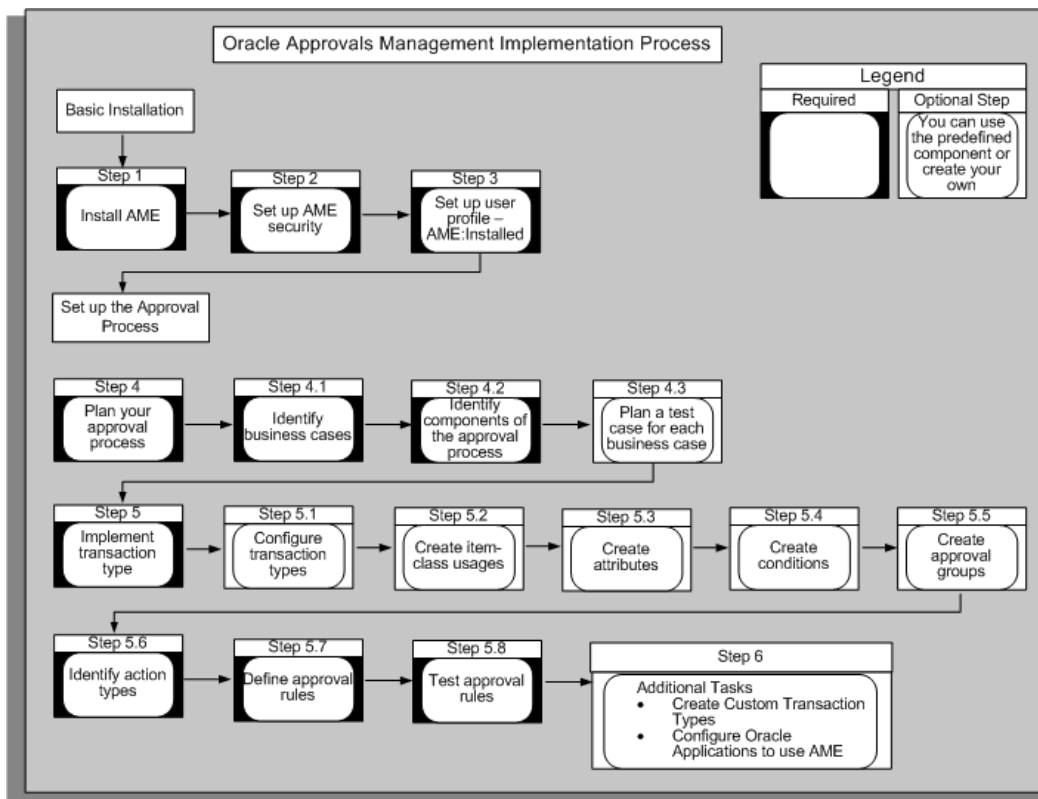 Oracle Approvals Management Implementation Process
Legend
Required
Optional Step
You can use
the predefined
component or
create your
own
Basic Installation
Step 1
Install AME
Step 2
Set up AME
security
Step 3
Set up user
profile –
AME:Installed
Set up the Approval
Process
Step 4
Plan your
approval
process
Step 4.1
Identify
business cases
Step 4.2
Identify
components of
the approval
process
Step 4.3
Plan a test
case for each
business case
Step 5
Implement
transaction
type
Step 5.1
Configure
transaction
types
Step 5.2
Create item-
class usages
Step 5.3
Create
attributes
Step 5.4
Create
conditions
Step 5.5
Create
approval
groups
Step 5.6
Identify action
types
Step 5.7
Define approval
rules
Step 5.8
Test approval
rules
Step 6
Additional Tasks
• Create Custom Transaction
Types
• Configure Oracle
Applications to use AME